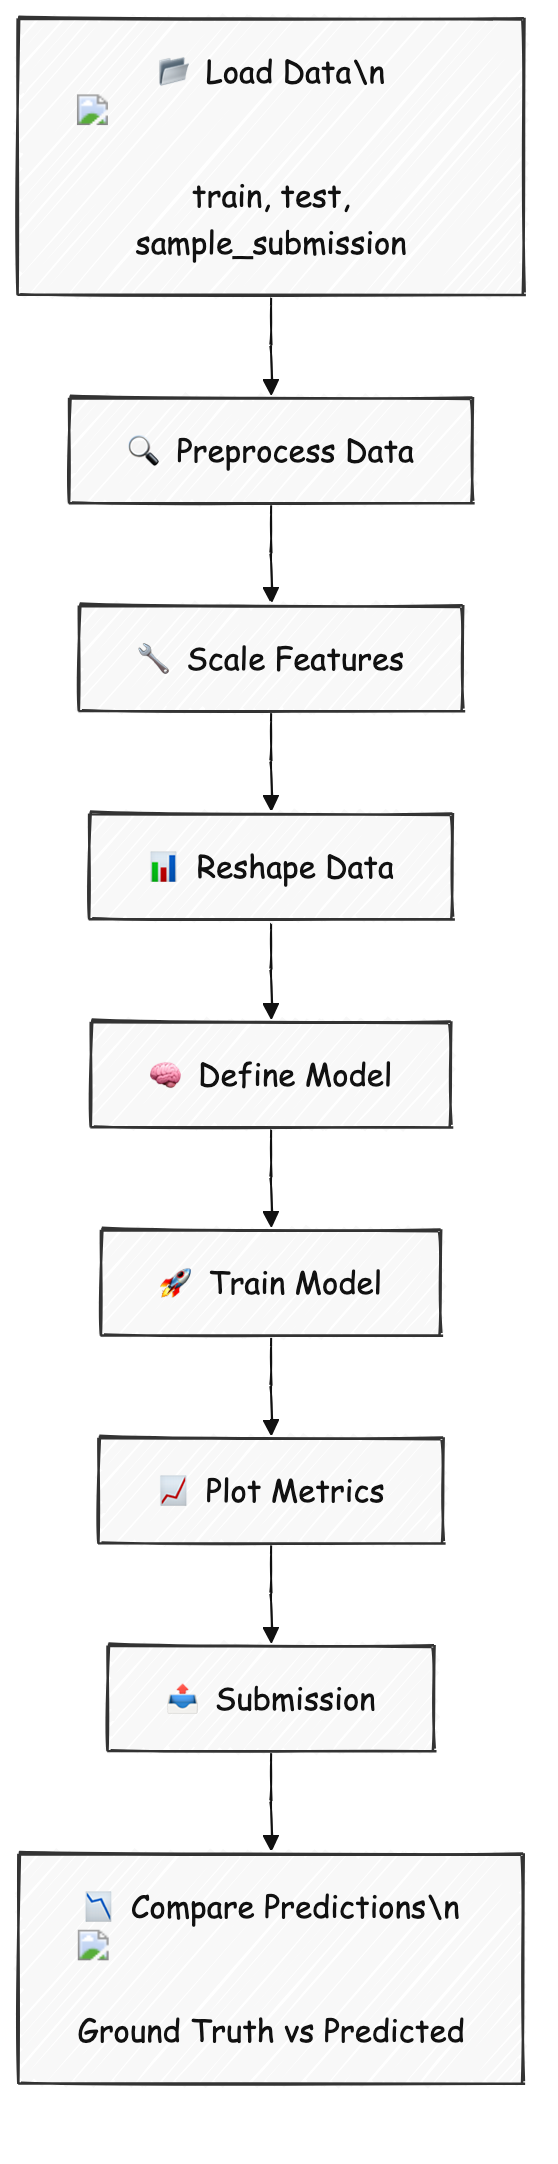 📂 Load Data\n
train, test,
sample_submission
🔍 Preprocess Data
🔧 Scale Features
📊 Reshape Data
🧠 Define Model
🚀 Train Model
📈 Plot Metrics
📤 Submission
📉 Compare Predictions\n
Ground Truth vs Predicted